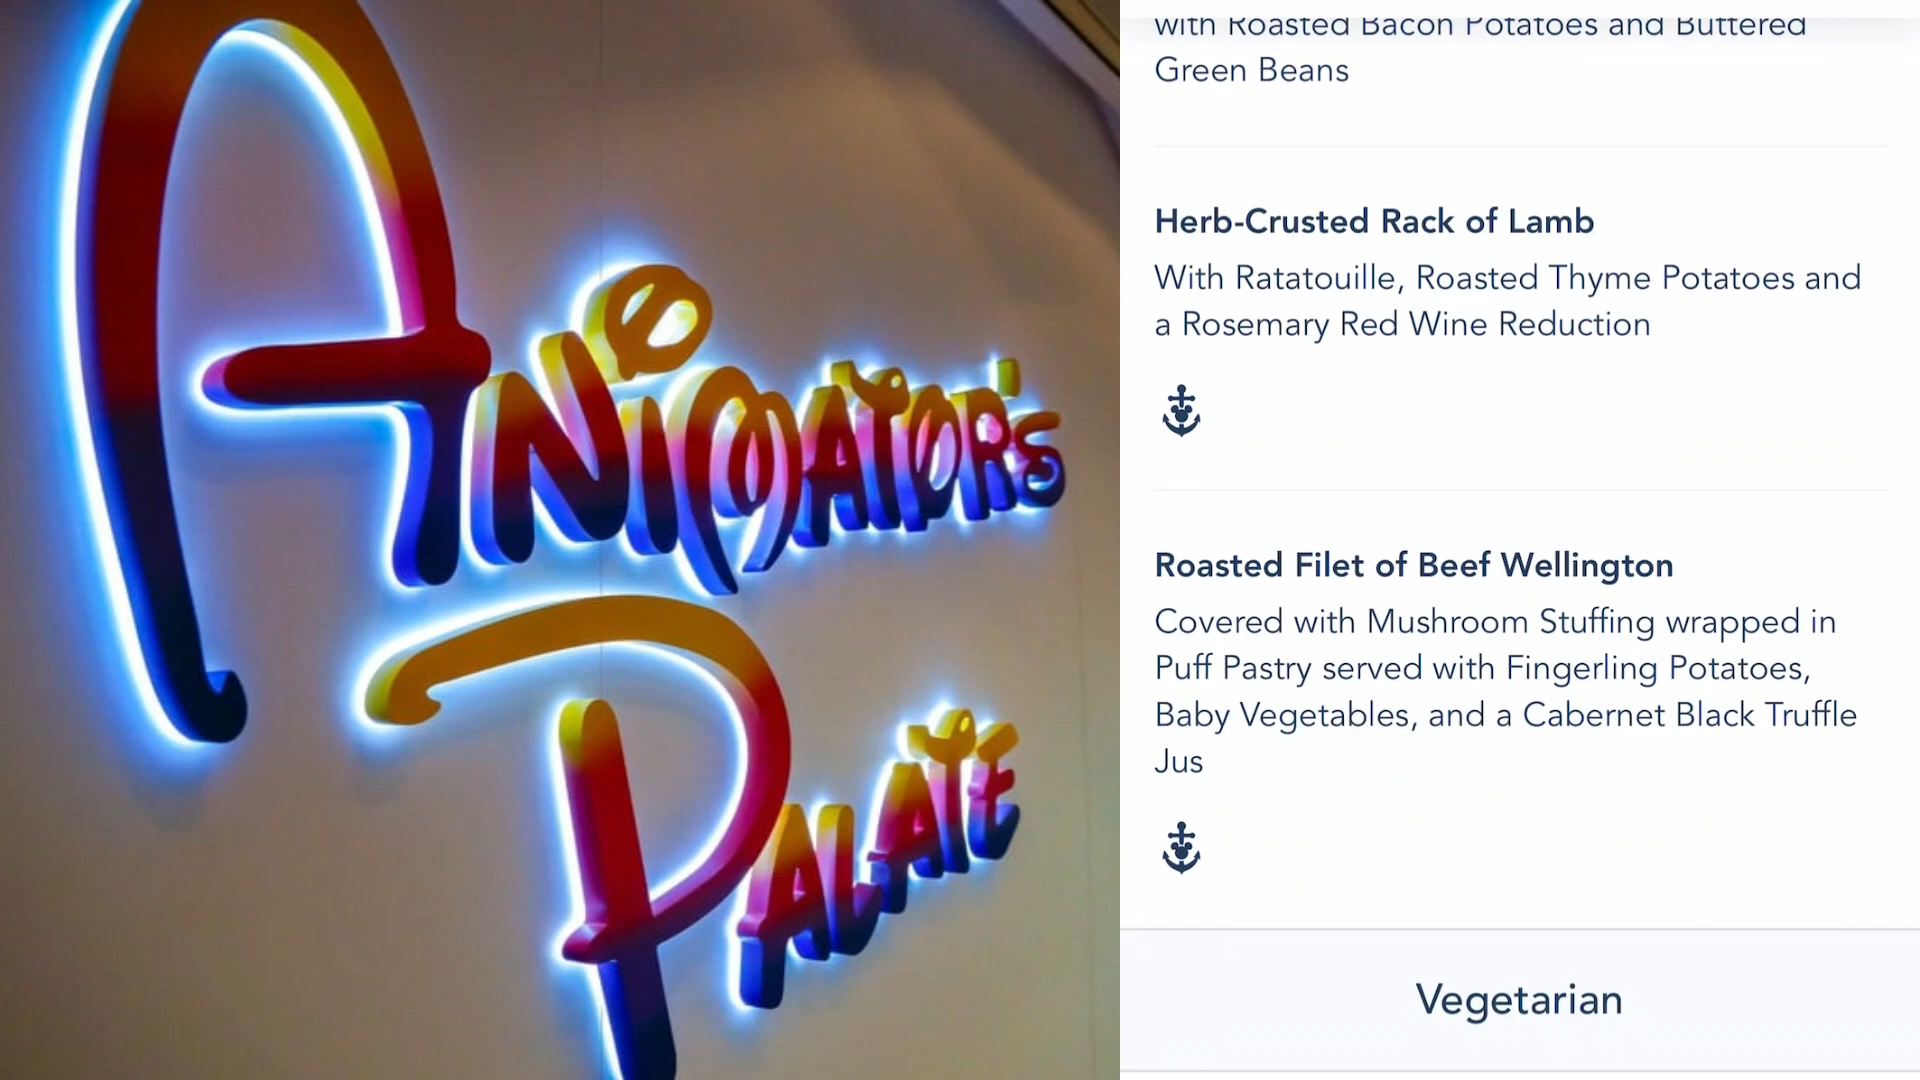 ANIMATOR'S
PALATE
with Roasted Bacon Potatoes and Buttered
Green Beans
Herb-Crusted Rack of Lamb
With Ratatouille, Roasted Thyme Potatoes and
a Rosemary Red Wine Reduction
Roasted Filet of Beef Wellington
Covered with Mushroom Stuffing wrapped in
Puff Pastry served with Fingerling Potatoes,
Baby Vegetables, and a Cabernet Black Truffle
Jus
Vegetarian